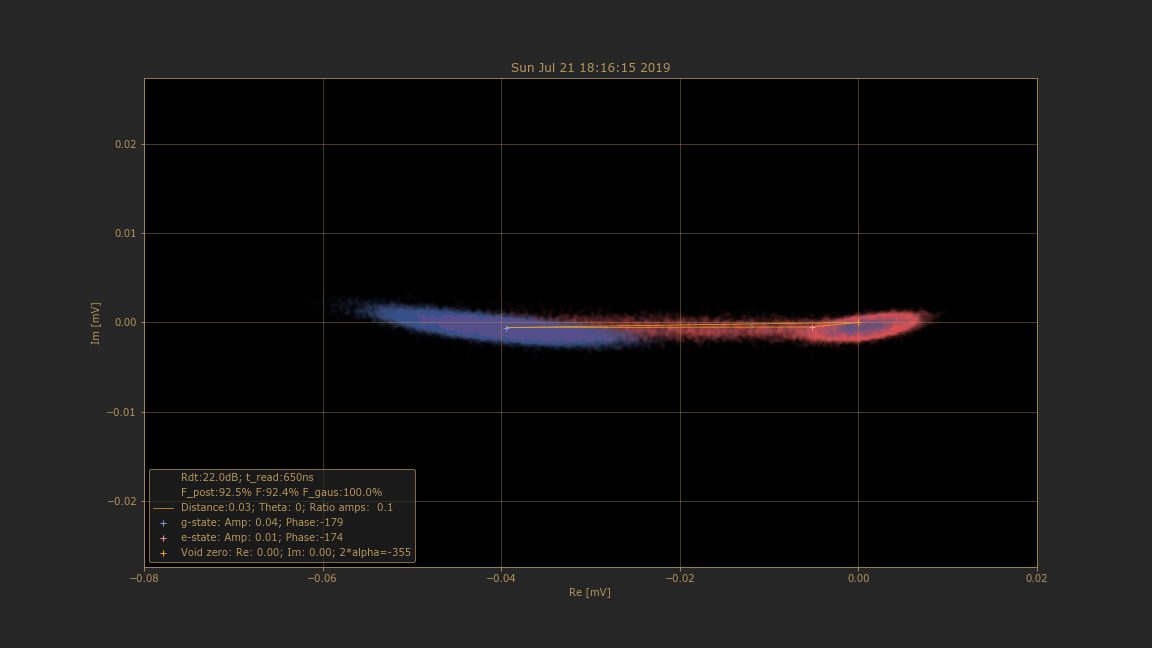 Sun Jul 21 18:16:15 2019
0.02
0.01
0.00
−0.01
−0.02
Im [mV]
Rdt:22.0dB; t_read:650ns
F_post:92.5% F:92.4% F_gaus:100.0%
Distance:0.03; Theta: 0; Ratio amps:  0.1
g-state: Amp: 0.04; Phase:-179
e-state: Amp: 0.01; Phase:-174
Void zero: Re: 0.00; Im: 0.00; 2*alpha=-355
−0.08 −0.06 −0.04 −0.02 0.00 0.02
Re [mV]